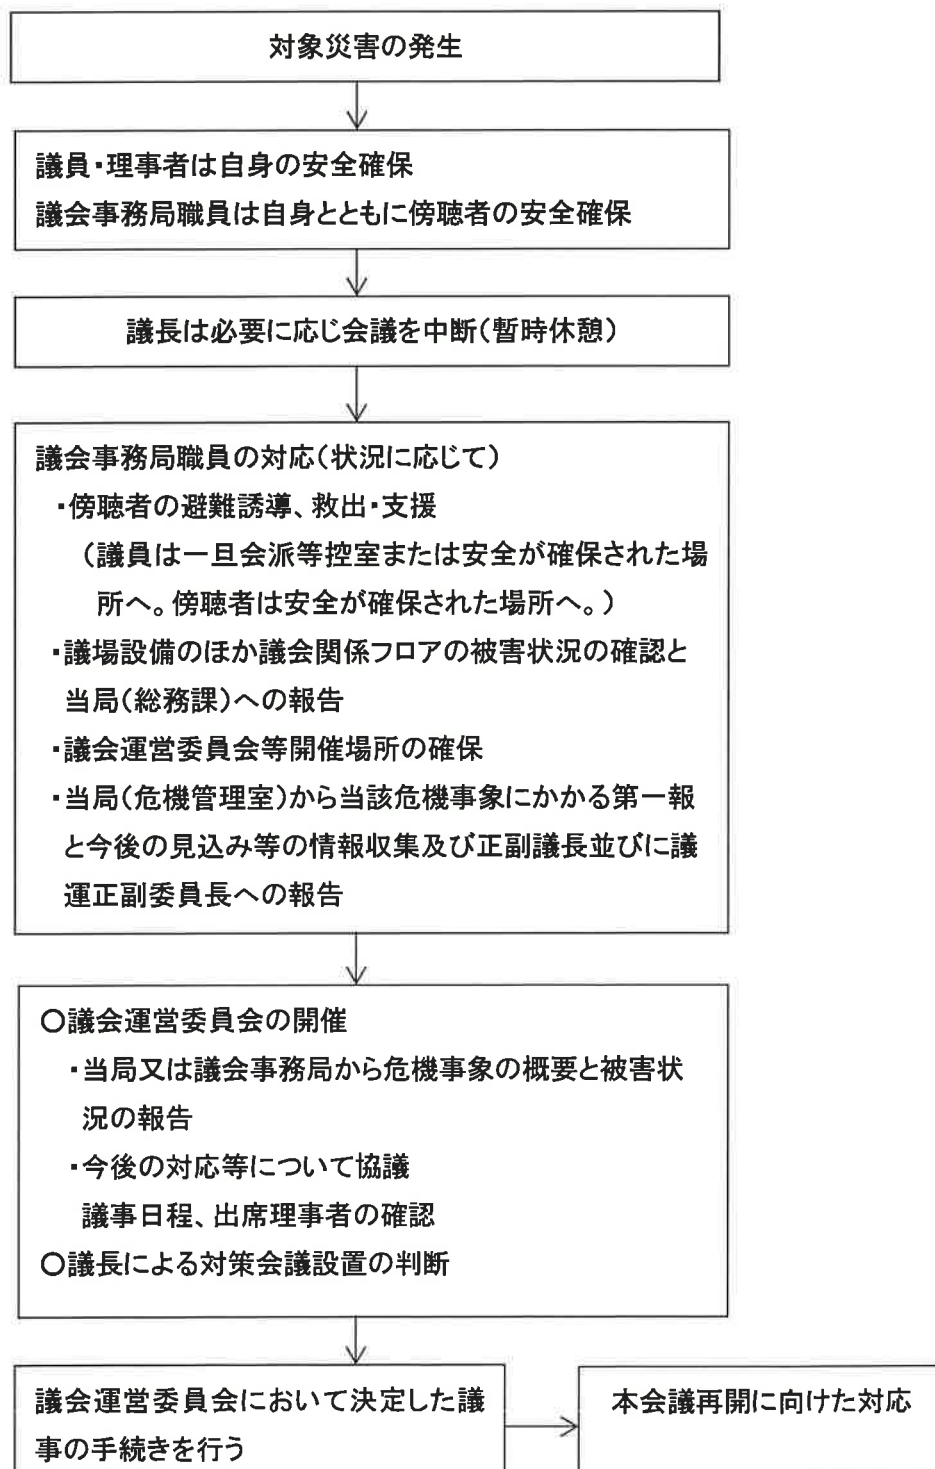 対象災害の発生
議員・理事者は自身の安全確保
議会事務局職員は自身とともに傍聴者の安全確保
議長は必要に応じ会議を中断（暫時休憩）
議会事務局職員の対応（状況に応じて）
・傍聴者の避難誘導、救出・支援
（議員は一旦会派等控室または安全が確保された場
所へ。傍聴者は安全が確保された場所へ。）
・議場設備のほか議会関係フロアの被害状況の確認と
当局（総務課）への報告
・議会運営委員会等開催場所の確保
・当局（危機管理室）から当該危機事象にかかる第一報
と今後の見込み等の情報収集及び正副議長並びに議
運正副委員長への報告
〇議会運営委員会の開催
・当局又は議会事務局から危機事象の概要と被害状
況の報告
・今後の対応等について協議
議事日程、出席理事者の確認
〇議長による対策会議設置の判断
議会運営委員会において決定した議
事の手続きを行う
本会議再開に向けた対応